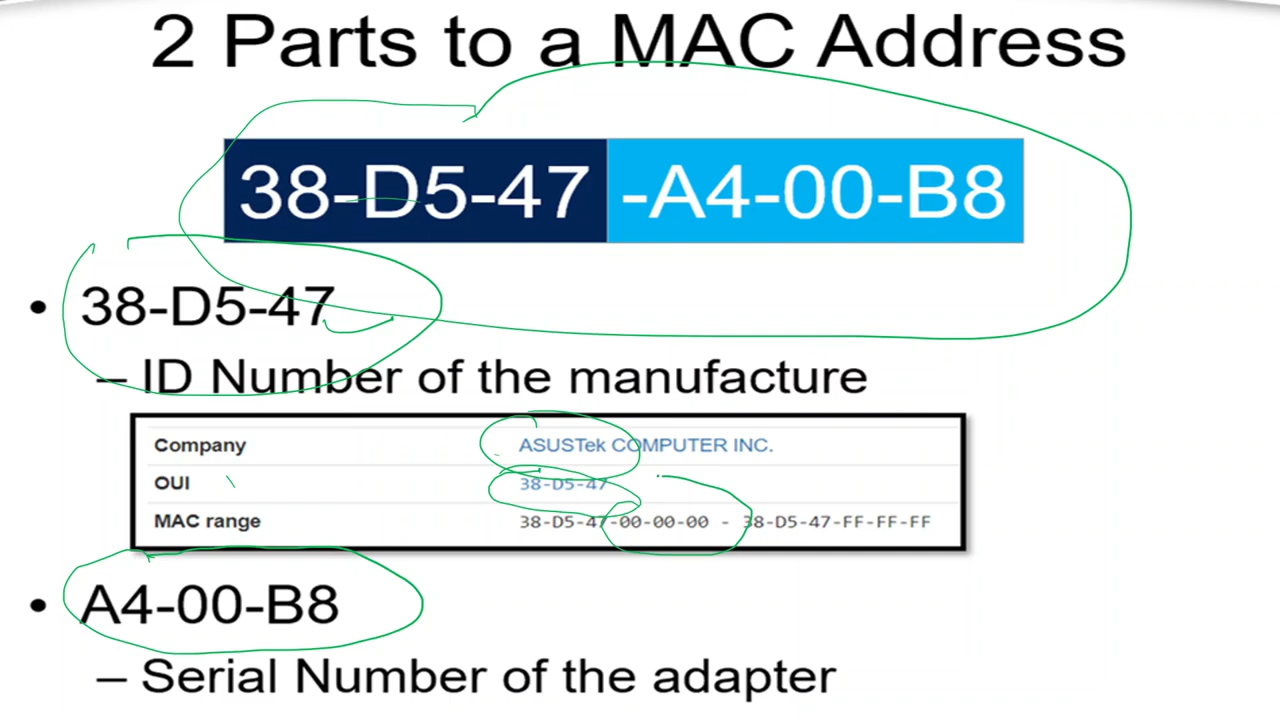 2 Parts to a MAC Address
38-D5-47 -A4-00-B8
• 38-D5-47
– ID Number of the manufacture
Company ASUSTek COMPUTER INC.
OUI 38-D5-47
MAC range 38-D5-47-00-00-00 - 38-D5-47-FF-FF-FF
• A4-00-B8
– Serial Number of the adapter